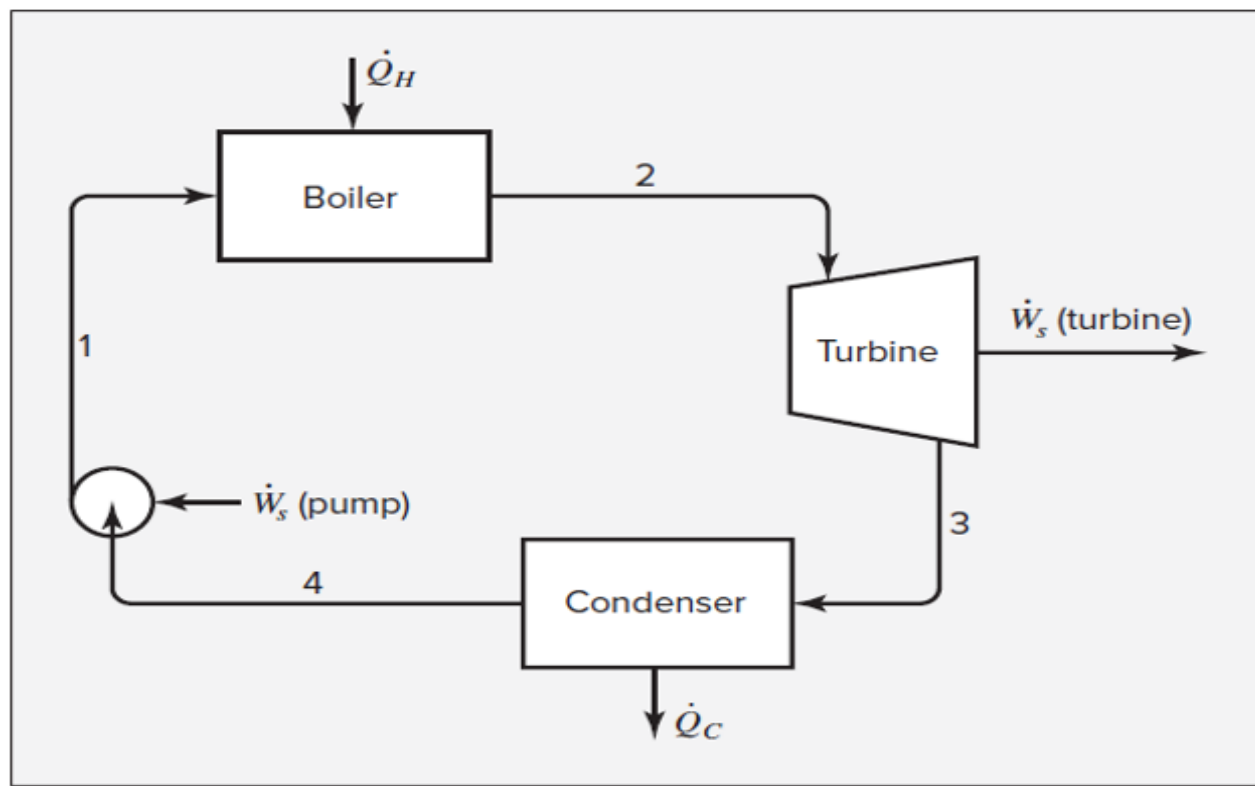 Q̇H
Boiler
2
Ẇs (turbine)
Turbine
1
Ẇs (pump)
3
4
Condenser
Q̇C